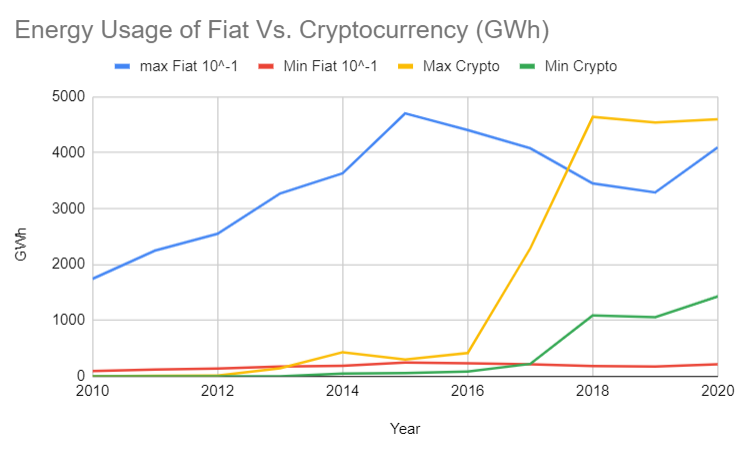 Energy Usage of Fiat Vs. Cryptocurrency (GWh)
max Fiat 10^-1 Min Fiat 10^-1 Max Crypto Min Crypto
5000
4000
3000
2000
1000
0
GWh
2010 2012 2014 2016 2018 2020
Year